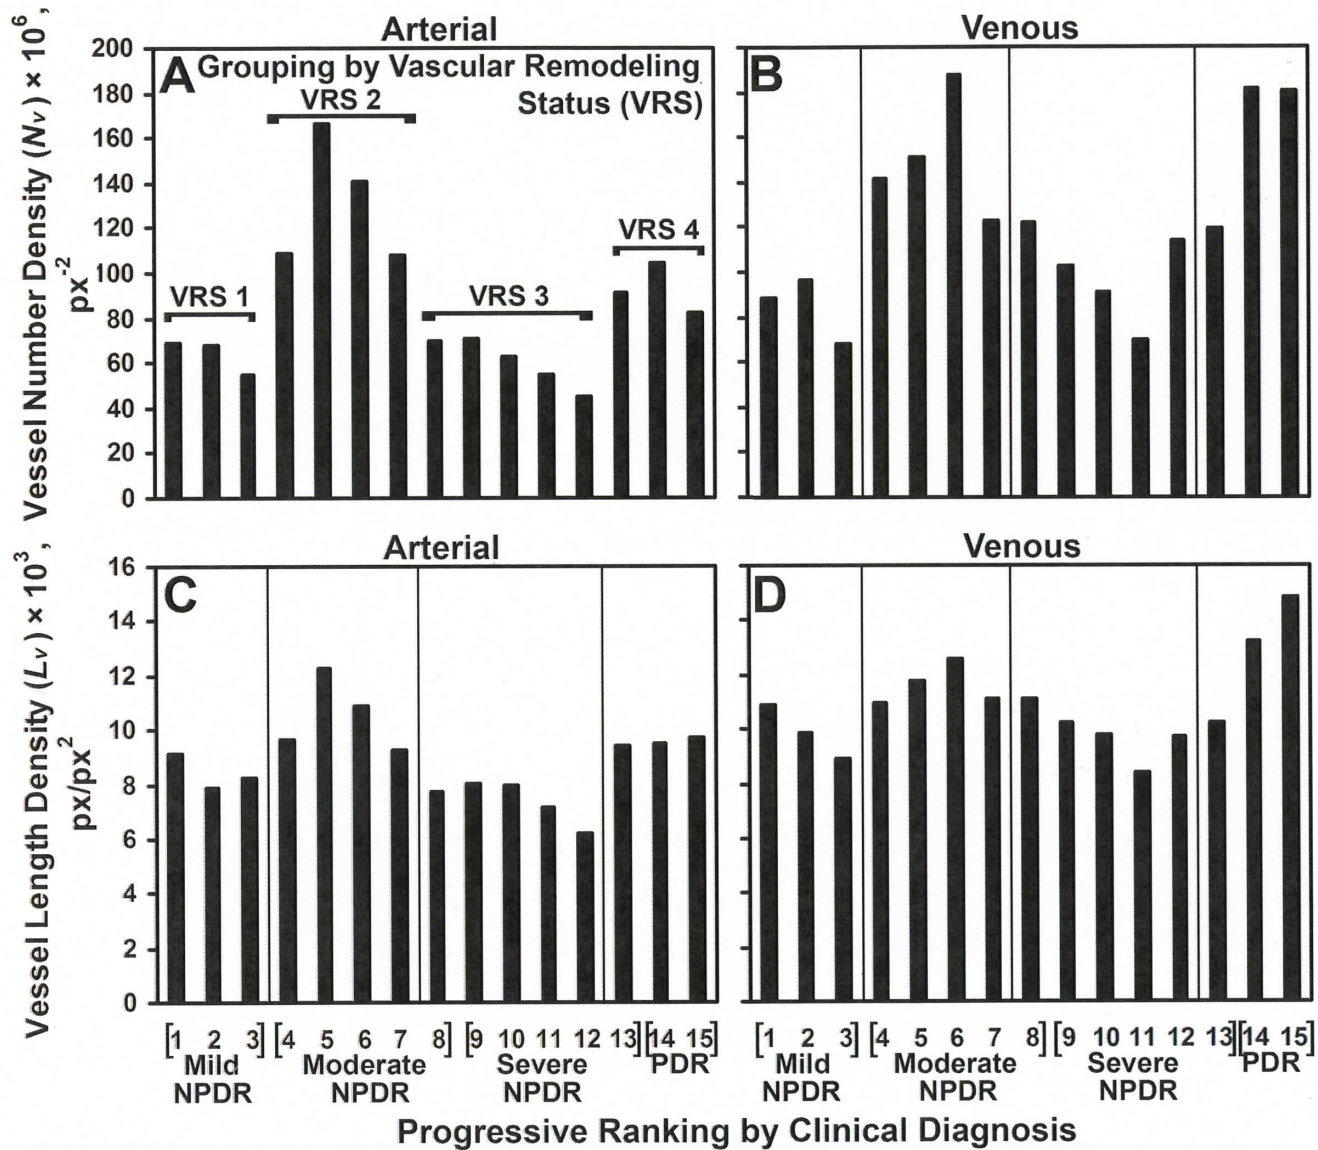 Arterial
Venous
Vessel Number Density (Nv) × 10⁶,
px⁻²
200
180
160
140
120
100
80
60
40
20
0
A Grouping by Vascular Remodeling
Status (VRS)
VRS 1
VRS 2
VRS 3
VRS 4
B
Arterial
Venous
Vessel Length Density (Lv) × 10³,
px/px²
16
14
12
10
8
6
4
2
0
C
D
[1 2 3] [4 5 6 7 8] [9 10 11 12 13][14 15]
Mild NPDR
Moderate NPDR
Severe NPDR
PDR
[1 2 3] [4 5 6 7 8] [9 10 11 12 13][14 15]
Mild NPDR
Moderate NPDR
Severe NPDR
PDR
Progressive Ranking by Clinical Diagnosis